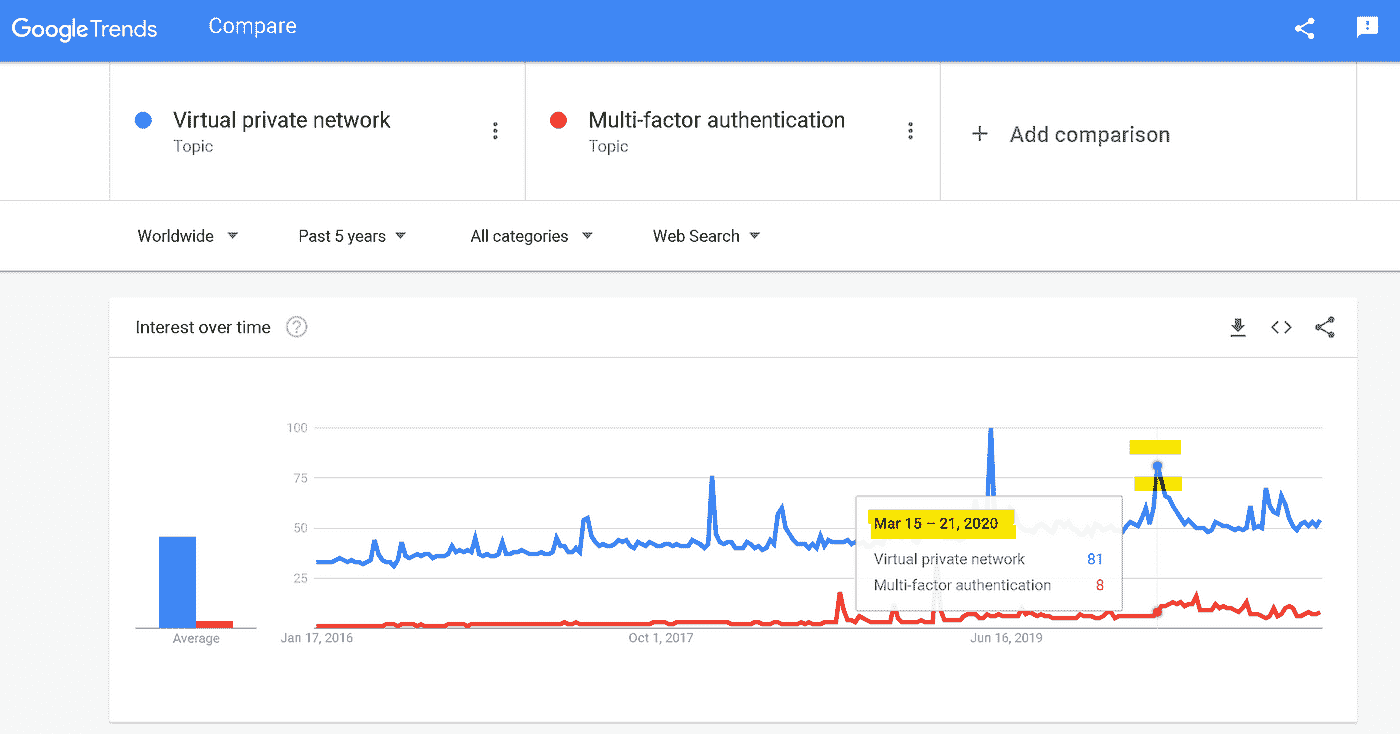 Google Trends Compare
Virtual private network
Topic
Multi-factor authentication
Topic
+ Add comparison
Worldwide
Past 5 years
All categories
Web Search
Interest over time ?
100
75
50
25
Mar 15 – 21, 2020
Virtual private network 81
Multi-factor authentication 8
Average
Jan 17, 2016
Oct 1, 2017
Jun 16, 2019